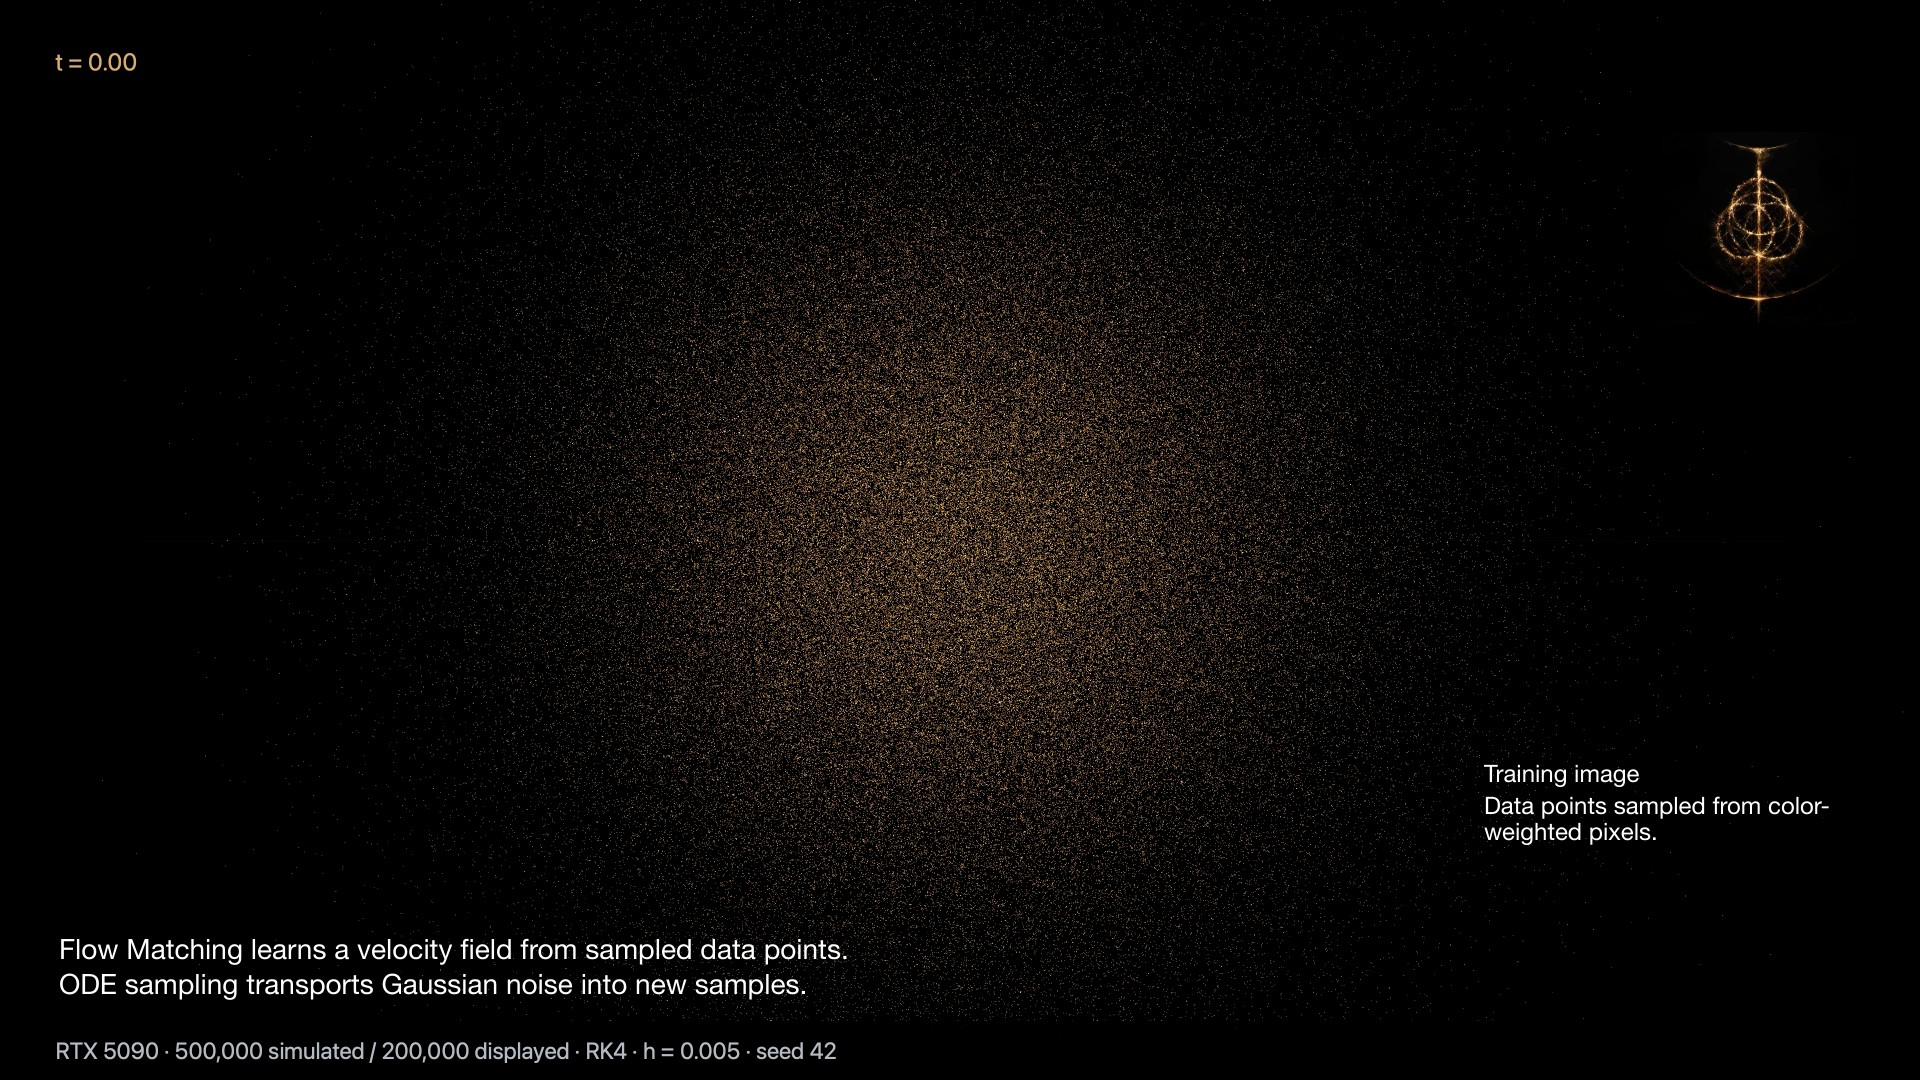 t = 0.00
Training image
Data points sampled from color-
weighted pixels.
Flow Matching learns a velocity field from sampled data points.
ODE sampling transports Gaussian noise into new samples.
RTX 5090 · 500,000 simulated / 200,000 displayed · RK4 · h = 0.005 · seed 42